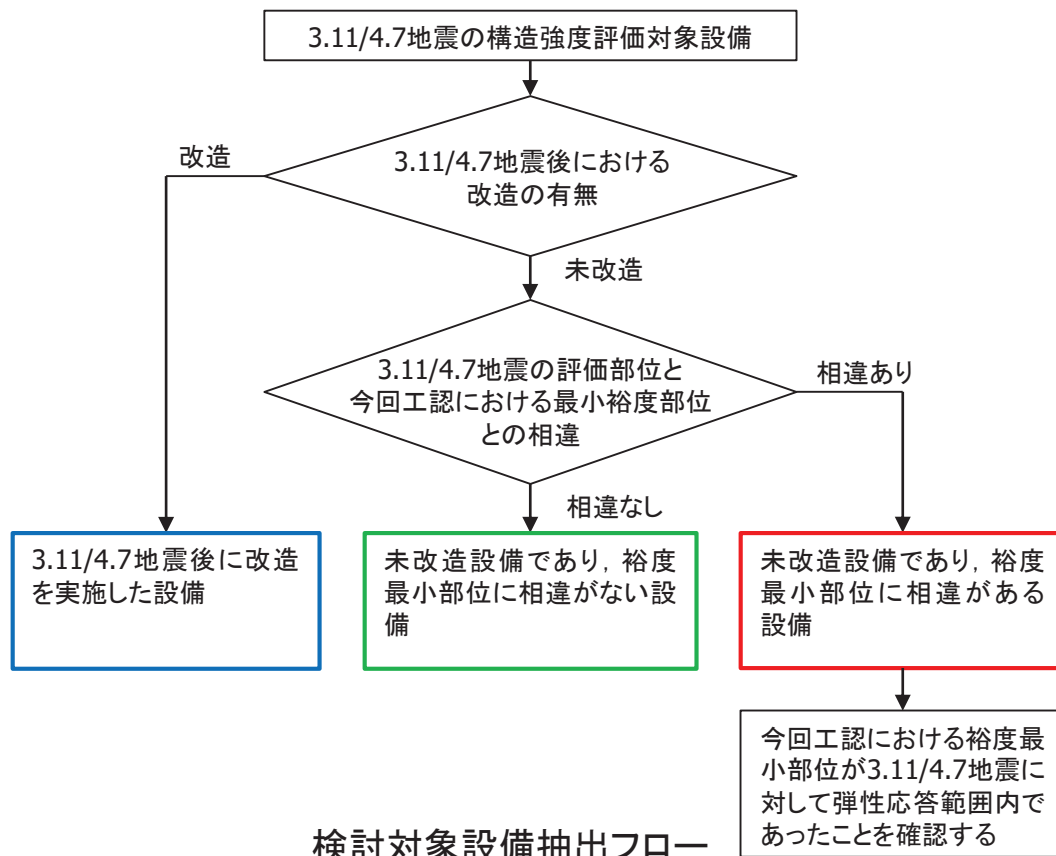 3.11/4.7地震の構造強度評価対象設備
改造
3.11/4.7地震後における
改造の有無
未改造
3.11/4.7地震の評価部位と
今回工認における最小裕度部位
との相違
相違あり
相違なし
3.11/4.7地震後に改造
を実施した設備
未改造設備であり，裕度
最小部位に相違がない設
備
未改造設備であり，裕度
最小部位に相違がある
設備
今回工認における裕度最
小部位が3.11/4.7地震に
対して弾性応答範囲内で
あったことを確認する
検討対象設備抽出フロー